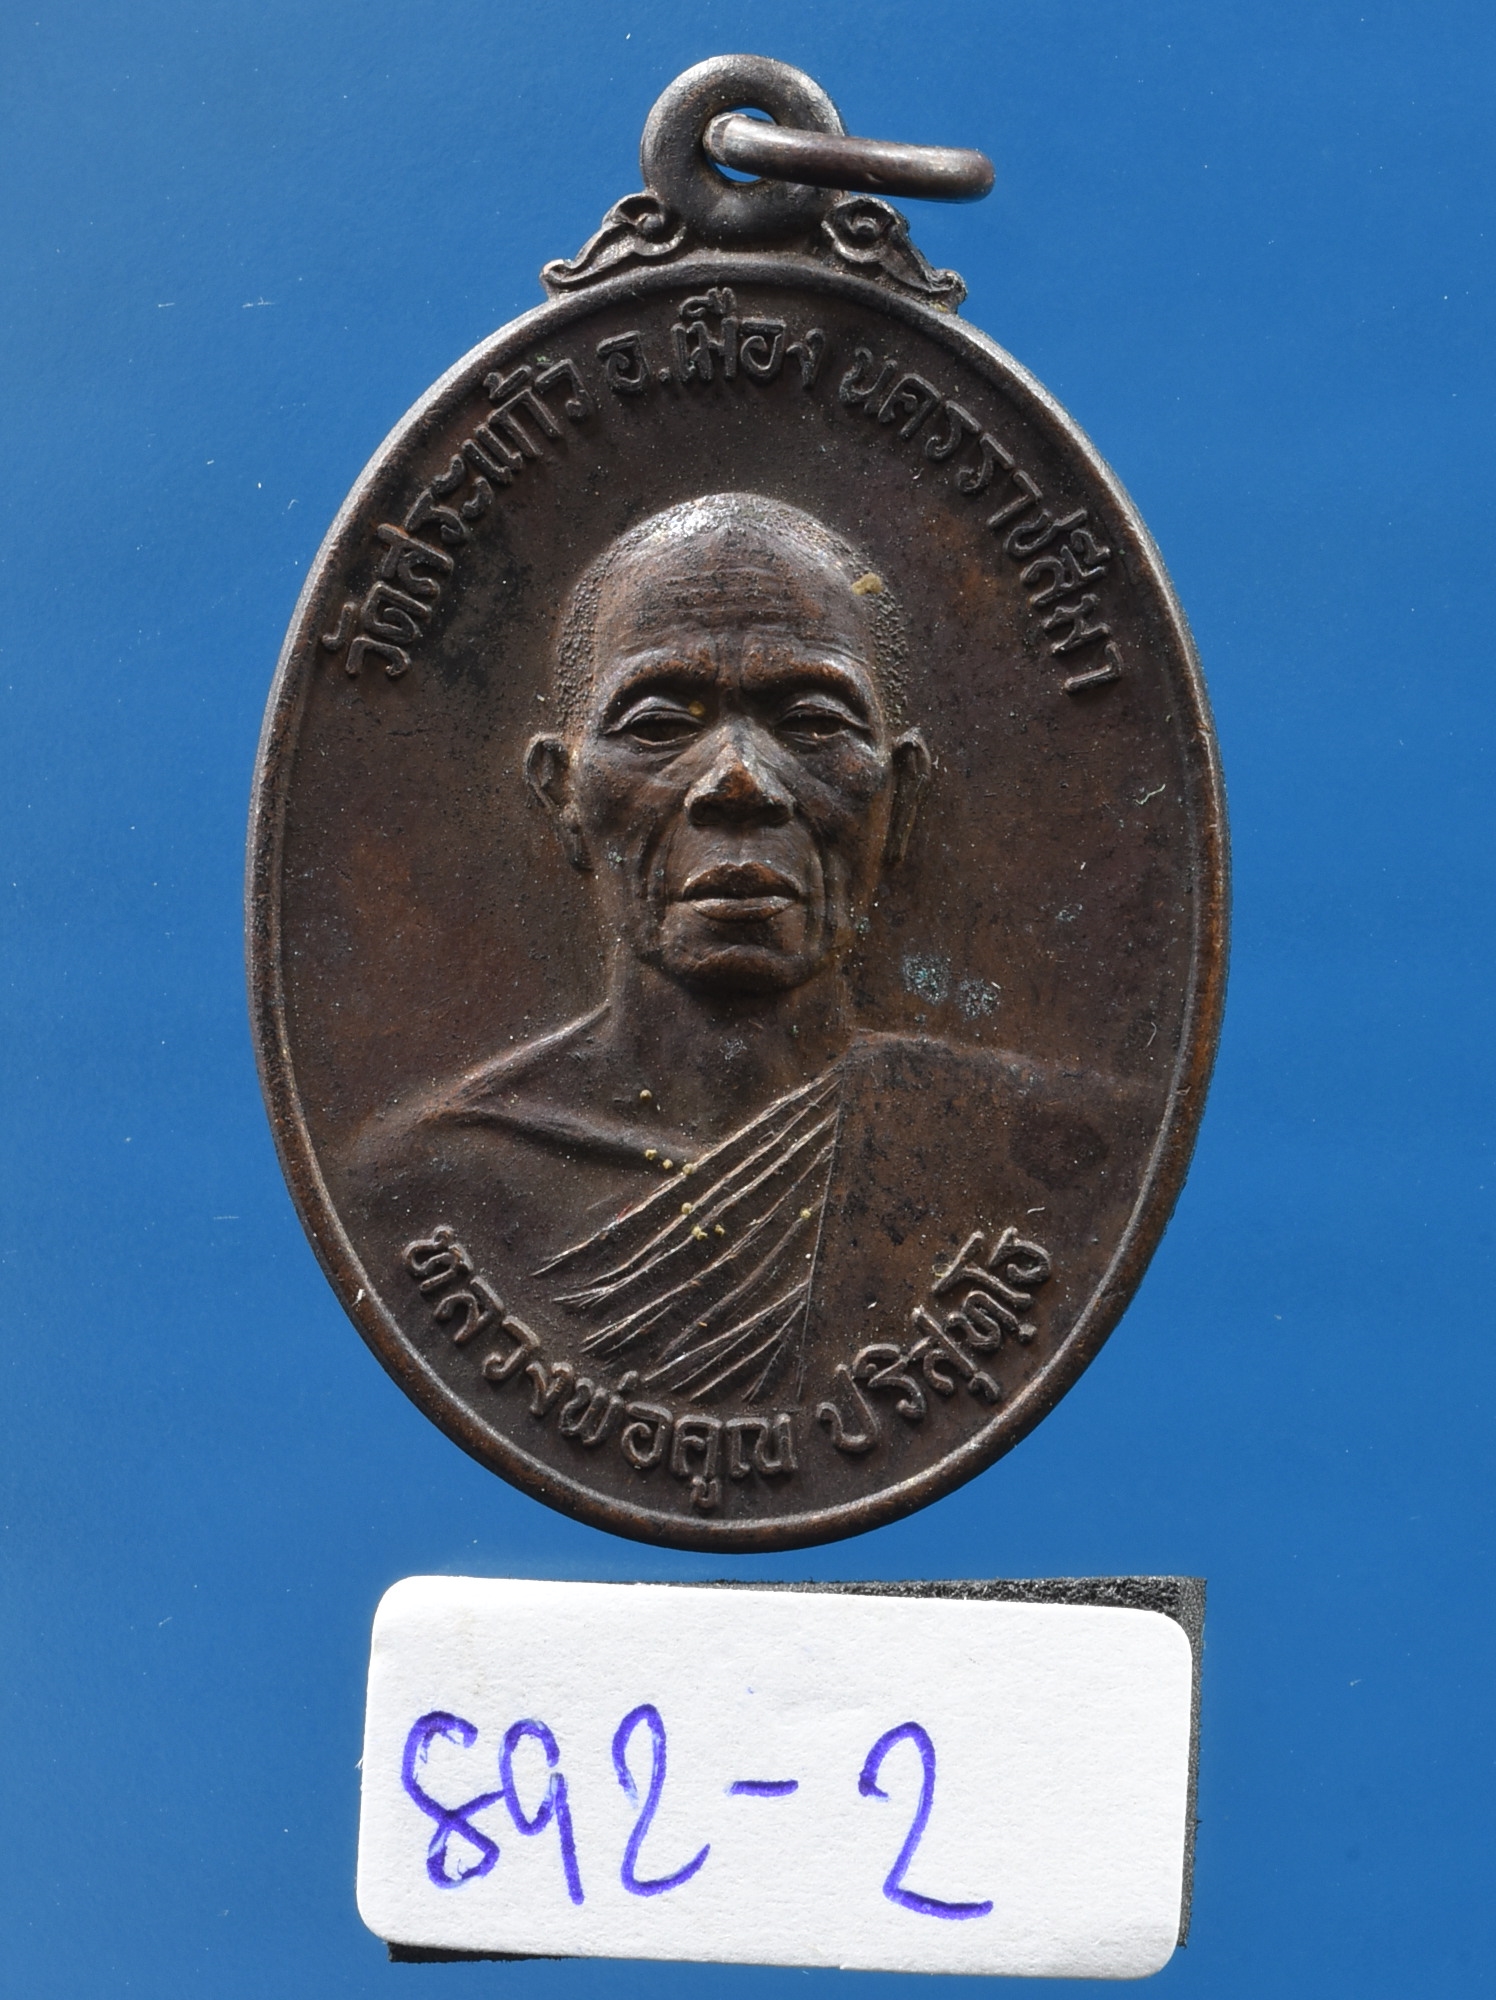 วัดสระแก้ว อ.เมือง นครราชสีมา
หลวงพ่อคูณ ปริสุทฺโธ
892-2